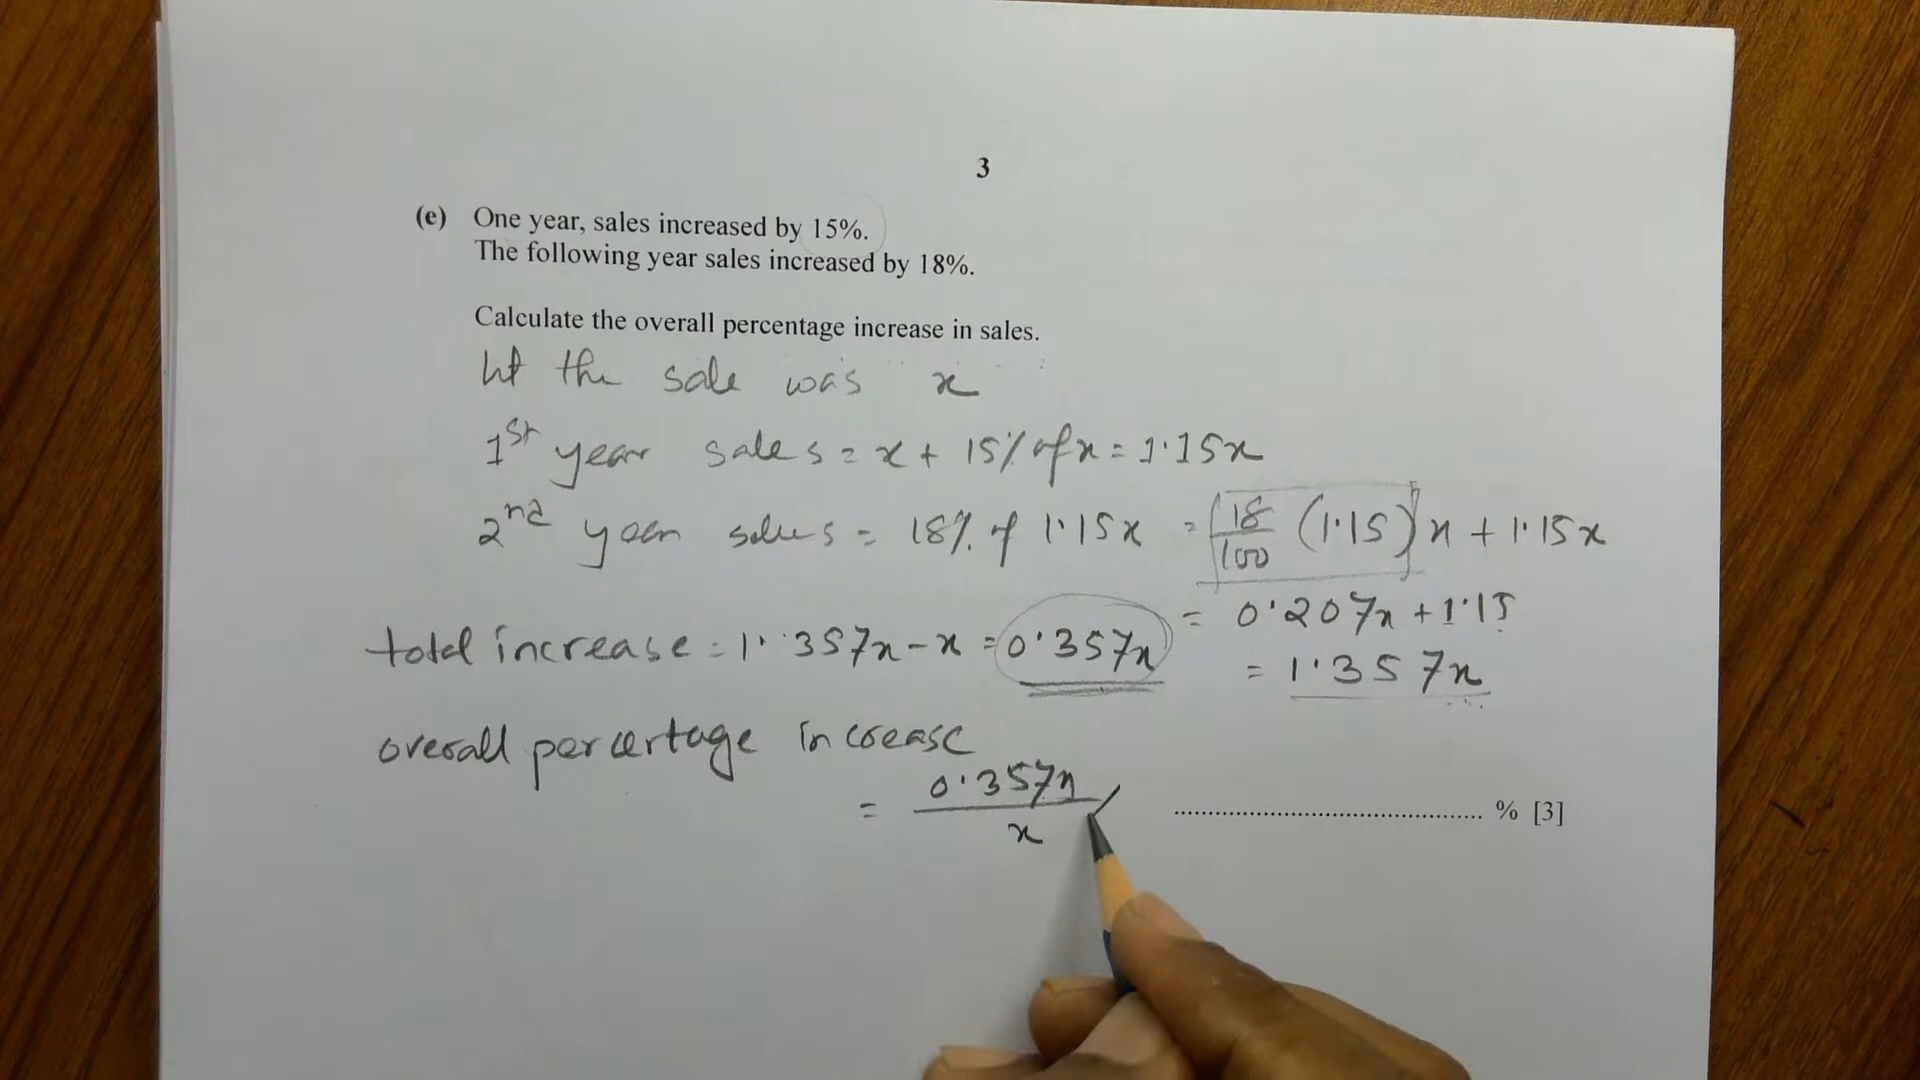 3
(e) One year, sales increased by 15%.
The following year sales increased by 18%.
Calculate the overall percentage increase in sales.
let the sale was x
1st year sales = x + 15% of x = 1.15x
2nd year sales = 18% of 1.15x = 18/100 (1.15)x + 1.15x
= 0.207x + 1.15
total increase = 1.357x - x = 0.357x
= 1.357x
overall percentage increase
= 0.357x/x
% [3]